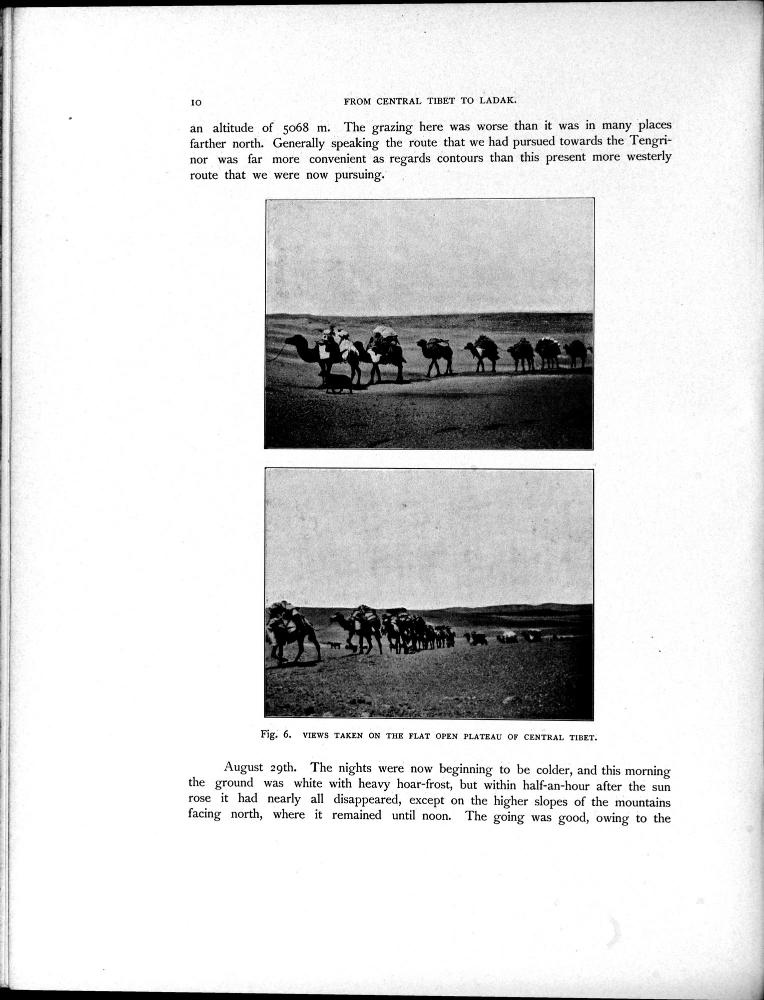 10 FROM CENTRAL TIBET TO LADAK.
an altitude of 5068 m. The grazing here was worse than it was in many places
farther north. Generally speaking the route that we had pursued towards the Tengri-
nor was far more convenient as regards contours than this present more westerly
route that we were now pursuing.
Fig. 6. VIEWS TAKEN ON THE FLAT OPEN PLATEAU OF CENTRAL TIBET.
August 29th. The nights were now beginning to be colder, and this morning
the ground was white with heavy hoar-frost, but within half-an-hour after the sun
rose it had nearly all disappeared, except on the higher slopes of the mountains
facing north, where it remained until noon. The going was good, owing to the